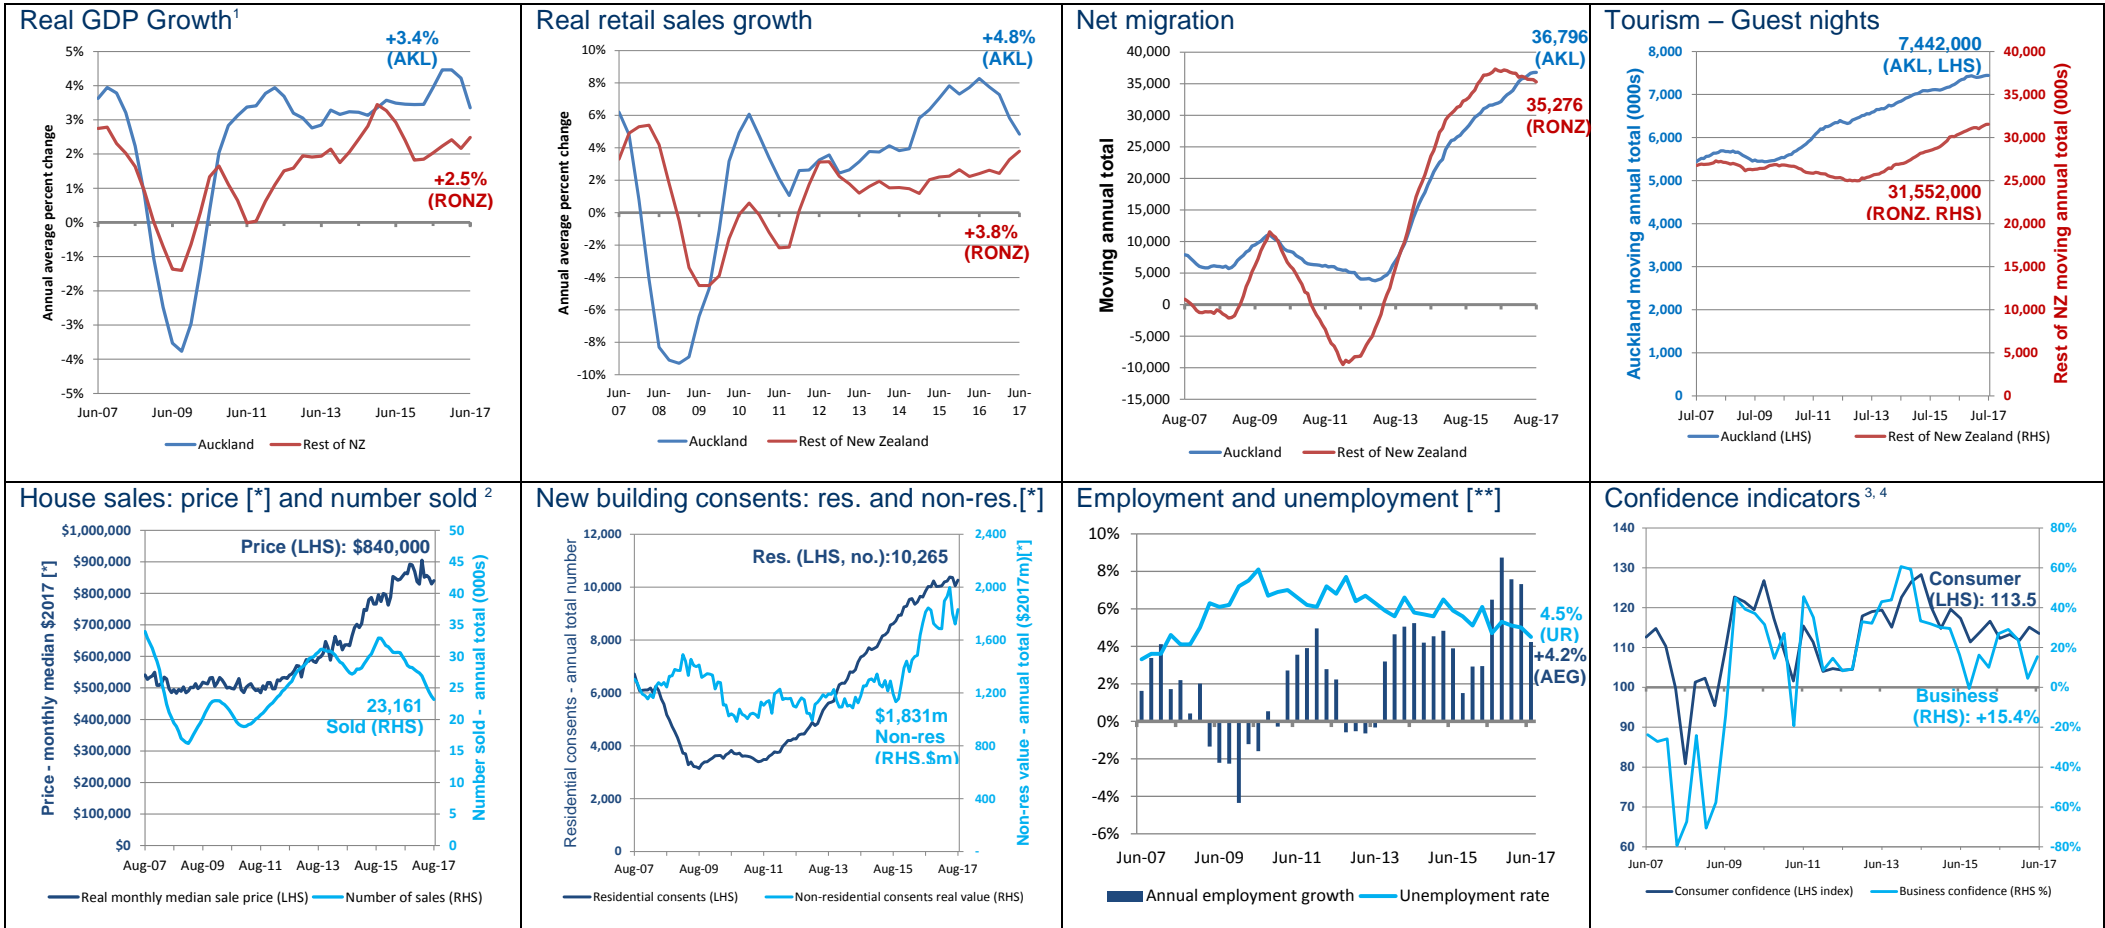 Real GDP Growth1
+3.4%
(AKL)
5%
4%
3%
2%
1%
0%
-1%
-2%
-3%
-4%
-5%
Annual average percent change
+2.5%
(RONZ)
Jun-07 Jun-09 Jun-11 Jun-13 Jun-15 Jun-17
Auckland Rest of NZ
Real retail sales growth
+4.8%
(AKL)
10%
8%
6%
4%
2%
0%
-2%
-4%
-6%
-8%
-10%
Annual average percent change
+3.8%
(RONZ)
Jun- Jun- Jun- Jun- Jun- Jun- Jun- Jun- Jun- Jun- Jun-
07 08 09 10 11 12 13 14 15 16 17
Auckland Rest of New Zealand
Net migration
36,796
(AKL)
40,000
35,000
30,000
25,000
20,000
15,000
10,000
5,000
0
-5,000
-10,000
-15,000
Moving annual total
35,276
(RONZ)
Aug-07 Aug-09 Aug-11 Aug-13 Aug-15 Aug-17
Auckland Rest of New Zealand
Tourism – Guest nights
7,442,000
(AKL, LHS)
8,000
7,000
6,000
5,000
4,000
3,000
2,000
1,000
0
Auckland moving annual total (000s)
31,552,000
(RONZ, RHS)
40,000
35,000
30,000
25,000
20,000
15,000
10,000
5,000
0
Rest of NZ moving annual total (000s)
Jul-07 Jul-09 Jul-11 Jul-13 Jul-15 Jul-17
Auckland (LHS) Rest of New Zealand (RHS)
House sales: price [*] and number sold 2
$1,000,000
$900,000
$800,000
$700,000
$600,000
$500,000
$400,000
$300,000
$200,000
$100,000
$0
Price - monthly median $2017 [*]
Price (LHS): $840,000
23,161
Sold (RHS)
50
45
40
35
30
25
20
15
10
5
0
Number sold - annual total (000s)
Aug-07 Aug-09 Aug-11 Aug-13 Aug-15 Aug-17
Real monthly median sale price (LHS) Number of sales (RHS)
New building consents: res. and non-res.[*]
12,000
10,000
8,000
6,000
4,000
2,000
0
Residential consents - annual total number
Res. (LHS, no.):10,265
$1,831m
Non-res
(RHS,$m)
2,400
2,000
1,600
1,200
800
400
-
Non-res value - annual total ($2017m)[*]
Aug-07 Aug-09 Aug-11 Aug-13 Aug-15 Aug-17
Residential consents (LHS) Non-residential consents real value (RHS)
Employment and unemployment [**]
10%
8%
6%
4%
2%
0%
-2%
-4%
-6%
4.5%
(UR)
+4.2%
(AEG)
Jun-07 Jun-09 Jun-11 Jun-13 Jun-15 Jun-17
Annual employment growth Unemployment rate
Confidence indicators 3, 4
140
130
120
110
100
90
80
70
60
Consumer
(LHS): 113.5
Business
(RHS): +15.4%
80%
60%
40%
20%
0%
-20%
-40%
-60%
-80%
Jun-07 Jun-09 Jun-11 Jun-13 Jun-15 Jun-17
Consumer confidence (LHS index) Business confidence (RHS %)